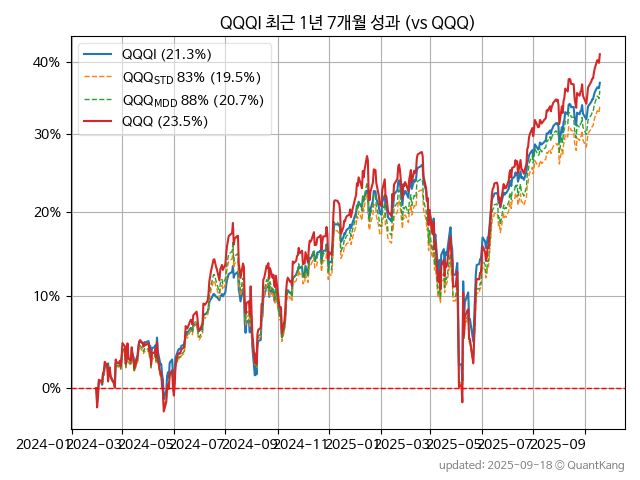 QQQI 최근 1년 7개월 성과 (vs QQQ)
QQQI (21.3%)
QQQSTD 83% (19.5%)
QQQMDD 88% (20.7%)
QQQ (23.5%)
40%
30%
20%
10%
0%
2024-01 2024-03 2024-05 2024-07 2024-09 2024-11 2025-01 2025-03 2025-05 2025-07 2025-09
updated: 2025-09-18 © QuantKang